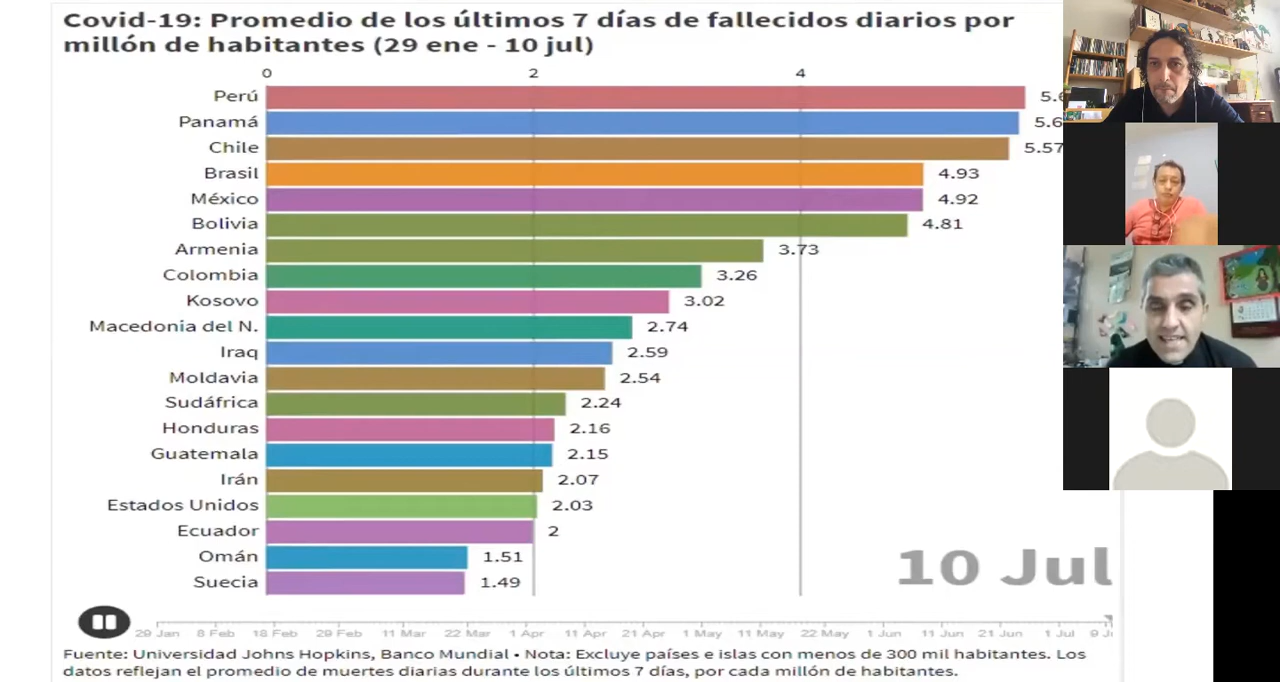 Covid-19: Promedio de los últimos 7 días de fallecidos diarios por
millón de habitantes (29 ene - 10 jul)
0 2 4
Perú
Panamá
Chile 5.57
Brasil 4.93
México 4.92
Bolivia 4.81
Armenia 3.73
Colombia 3.26
Kosovo 3.02
Macedonia del N. 2.74
Iraq 2.59
Moldavia 2.54
Sudáfrica 2.24
Honduras 2.16
Guatemala 2.15
Irán 2.07
Estados Unidos 2.03
Ecuador 2
Omán 1.51
Suecia 1.49
10 Jul
29 Jan 8 Feb 18 Feb 29 Feb 11 Mar 22 Mar 1 Apr 11 Apr 21 Apr 1 May 11 May 22 May 1 Jun 11 Jun 21 Jun 1 Jul
Fuente: Universidad Johns Hopkins, Banco Mundial • Nota: Excluye países e islas con menos de 300 mil habitantes. Los
datos reflejan el promedio de muertes diarias durante los últimos 7 días, por cada millón de habitantes.